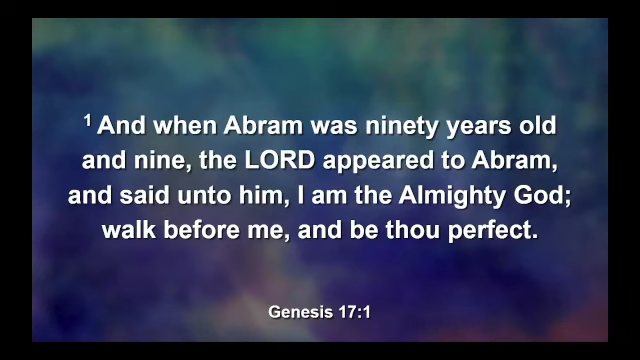 1 And when Abram was ninety years old
and nine, the LORD appeared to Abram,
and said unto him, I am the Almighty God;
walk before me, and be thou perfect.
Genesis 17:1